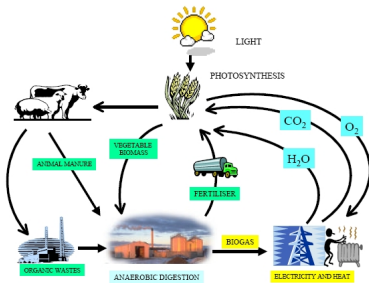 LIGHT
PHOTOSYNTHESIS
CO2
O2
VEGETABLE
BIOMASS
H2O
ANIMAL MANURE
FERTILISER
BIOGAS
ORGANIC WASTES
ANAEROBIC DIGESTION
ELECTRICITY AND HEAT